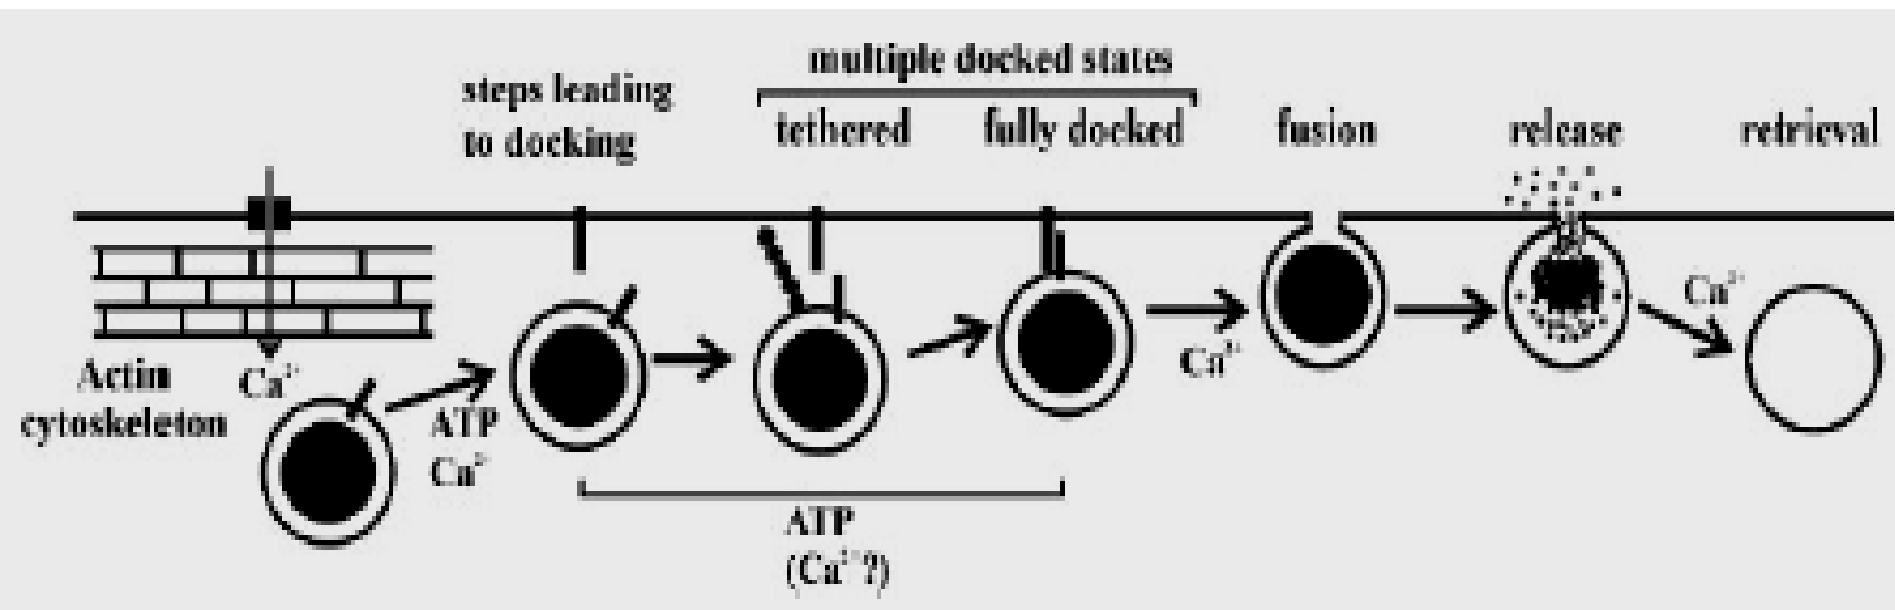 multiple docked states
steps leading
to docking
tethered
fully docked
fusion
release
retrieval
Actin
cytoskeleton
Ca²⁺
ATP
Ca²⁺
Ca²⁺
Ca²⁺
ATP
(Ca²⁺?)